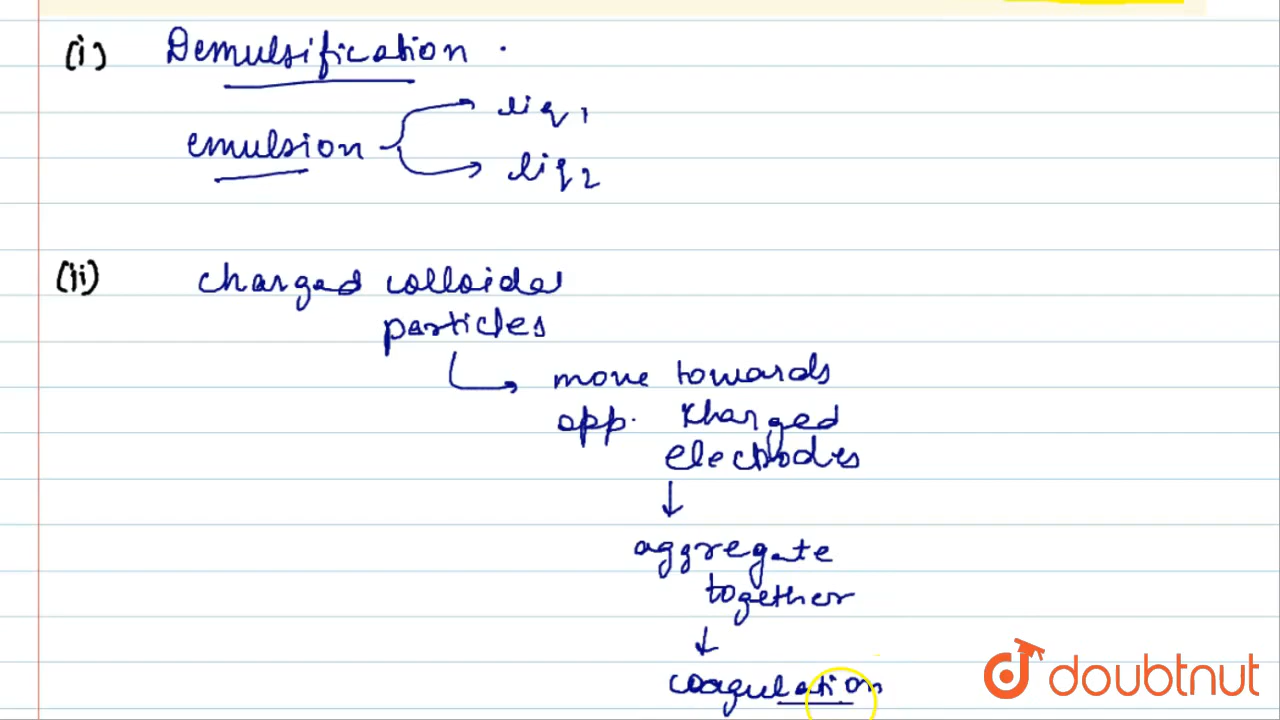 (i) Demulsification .
emulsion
liq 1
liq 2
(ii) charged colloidal
particles
move towards
opp. charged
electrodes
aggregate
together
coagulation
doubtnut